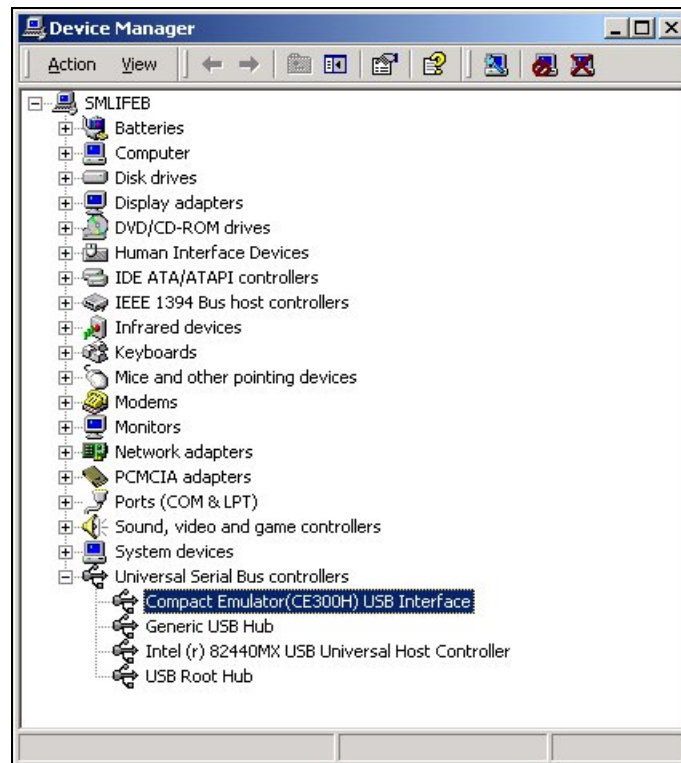 Device Manager
Action View
SMLIFEB
Batteries
Computer
Disk drives
Display adapters
DVD/CD-ROM drives
Human Interface Devices
IDE ATA/ATAPI controllers
IEEE 1394 Bus host controllers
Infrared devices
Keyboards
Mice and other pointing devices
Modems
Monitors
Network adapters
PCMCIA adapters
Ports (COM & LPT)
Sound, video and game controllers
System devices
Universal Serial Bus controllers
Compact Emulator(CE300H) USB Interface
Generic USB Hub
Intel (r) 82440MX USB Universal Host Controller
USB Root Hub